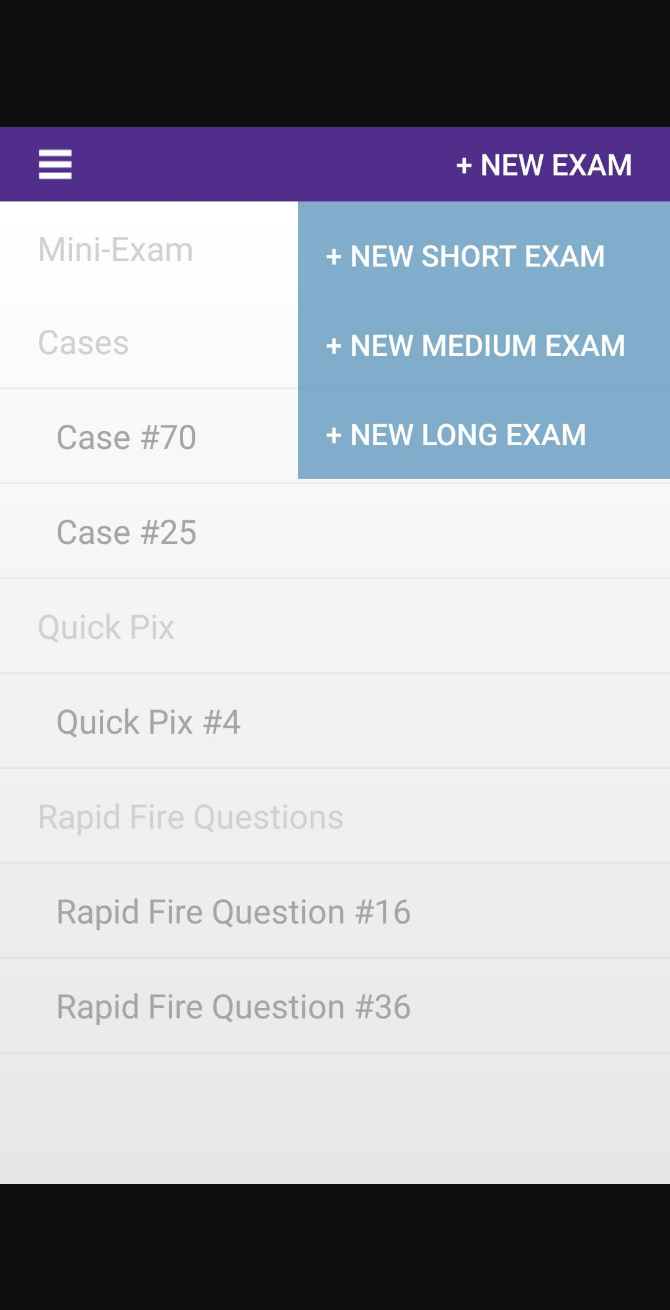 + NEW EXAM
Mini-Exam
+ NEW SHORT EXAM
Cases
+ NEW MEDIUM EXAM
Case #70
+ NEW LONG EXAM
Case #25
Quick Pix
Quick Pix #4
Rapid Fire Questions
Rapid Fire Question #16
Rapid Fire Question #36